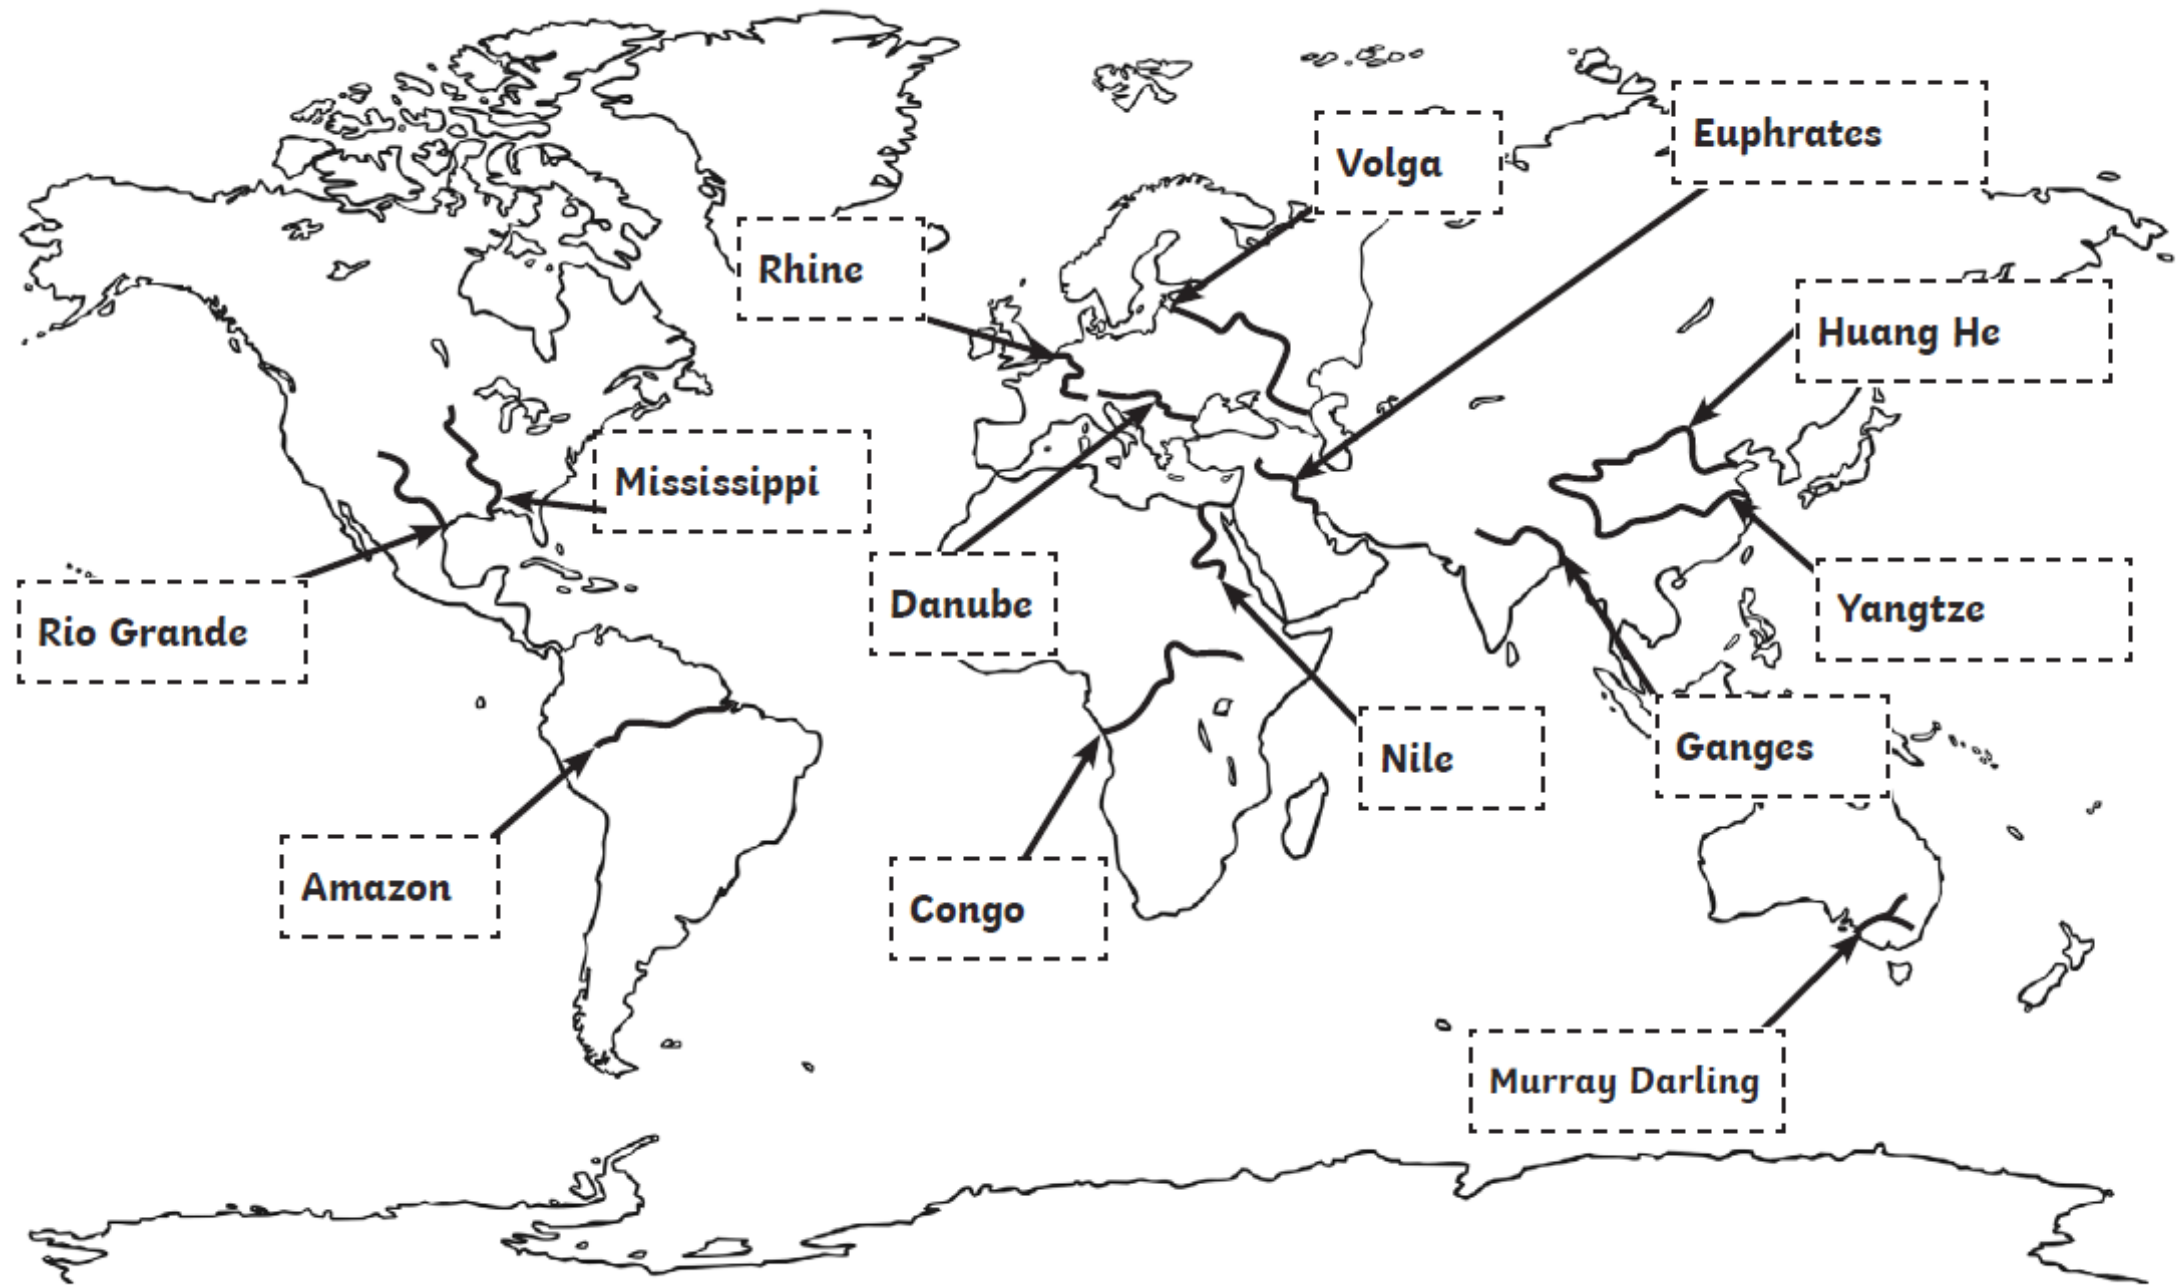 Euphrates
Volga
Rhine
Huang He
Mississippi
Danube
Yangtze
Rio Grande
Nile
Ganges
Amazon
Congo
Murray Darling